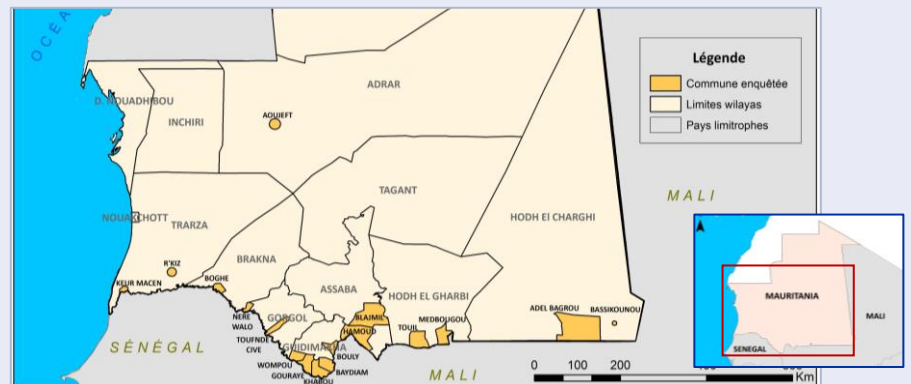 OCÉA
ADRAR
D. NOUADHIBOU
INCHIRI
AOUJEFT
TAGANT
MALI
HODH El CHARGHI
NOUAKCHOTT
TRARZA
R'KIZ
BRAKNA
KEUR MACEN
BOGHE
ASSABA
HODH EL GHARBI
NERE
WALO
GORGOL
BLAJMIL
ADEL BAGROU
BASSIKOUNOU
TOUFNDE
CIVE
HAMOUD
TOUIL
MEDBOUGOU
SÉNÉGAL
GUIDIMAKHA
WOMPOU
BOULY
GOURAYE
BAYDIAM
KHABOU
MALI
0
100
200
Km
Légende
Commune enquêtée
Limites wilayas
Pays limitrophes
MAURITANIA
MALI
SENEGAL